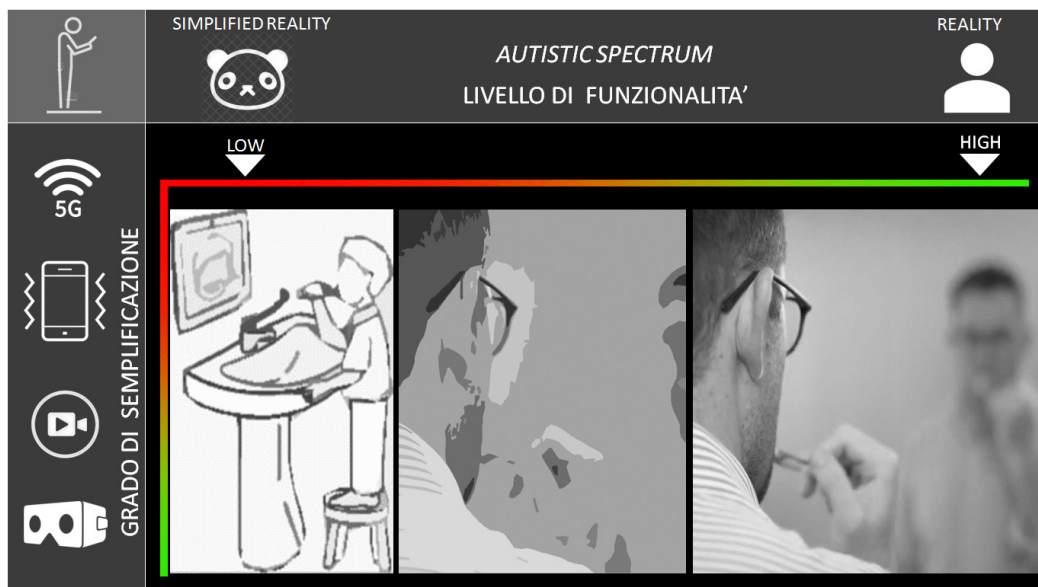 SIMPLIFIED REALITY
REALITY
AUTISTIC SPECTRUM
LIVELLO DI FUNZIONALITA’
LOW
HIGH
5G
GRADO DI SEMPLIFICAZIONE